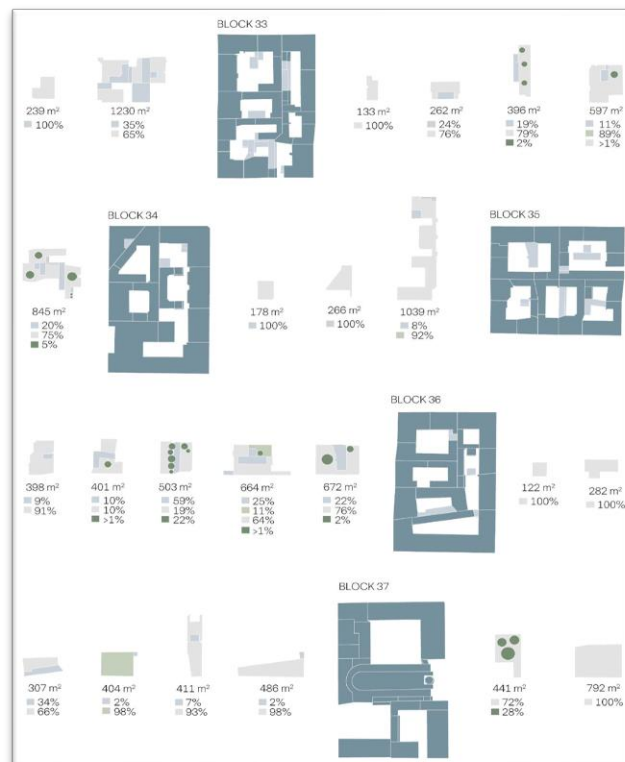 BLOCK 33
239 m²
100%
1230 m²
35%
65%
133 m²
100%
262 m²
24%
76%
396 m²
19%
79%
2%
597 m²
11%
89%
>1%
BLOCK 34
BLOCK 35
845 m²
20%
75%
5%
178 m²
100%
266 m²
100%
1039 m²
8%
92%
BLOCK 36
398 m²
9%
91%
401 m²
10%
10%
>1%
503 m²
59%
19%
22%
664 m²
25%
11%
64%
>1%
672 m²
22%
76%
2%
122 m²
100%
282 m²
100%
BLOCK 37
307 m²
34%
66%
404 m²
2%
98%
411 m²
7%
93%
486 m²
2%
98%
441 m²
72%
28%
792 m²
100%